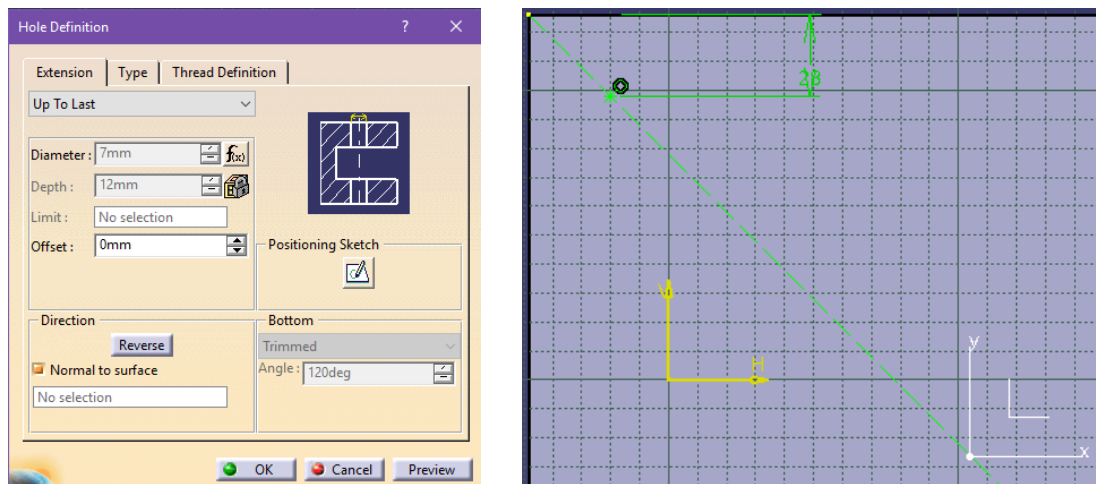 Hole Definition ? ×
Extension Type Thread Definition
Up To Last
Diameter : 7mm f(x)
Depth : 12mm
Limit : No selection
Offset : 0mm
Positioning Sketch
Direction
Reverse
Normal to surface
No selection
Bottom
Trimmed
Angle : 120deg
OK Cancel Preview
28
V
H
y
x